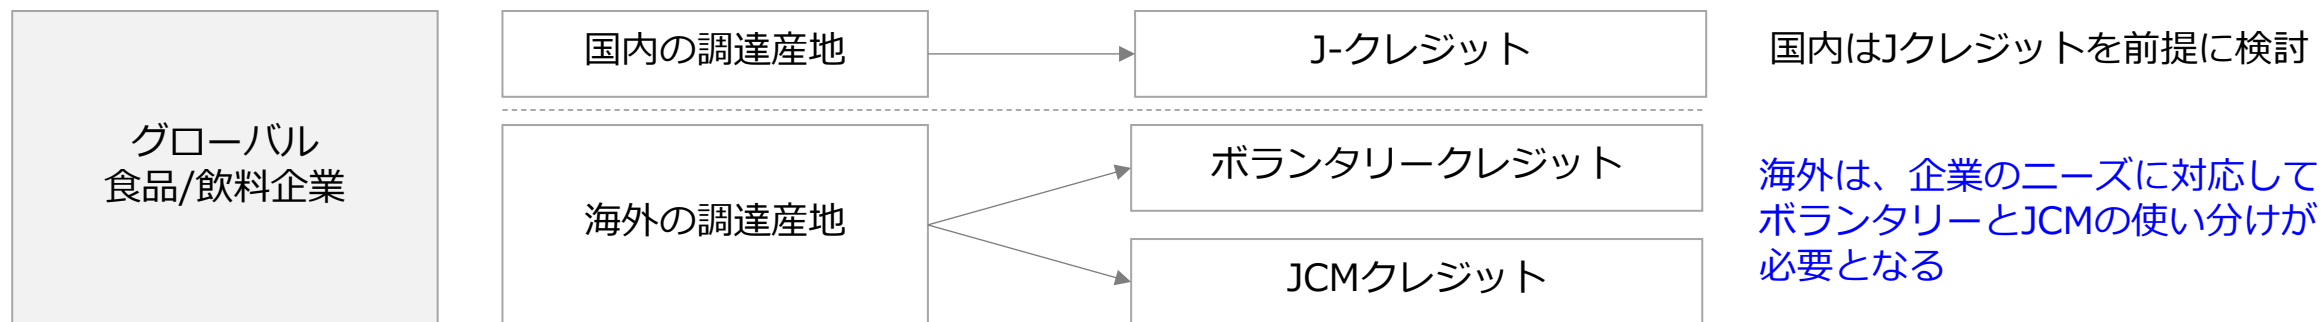 グローバル
食品/飲料企業
国内の調達産地
J-クレジット
国内はJクレジットを前提に検討
海外の調達産地
ボランタリークレジット
JCMクレジット
海外は、企業のニーズに対応して
ボランタリーとJCMの使い分けが
必要となる